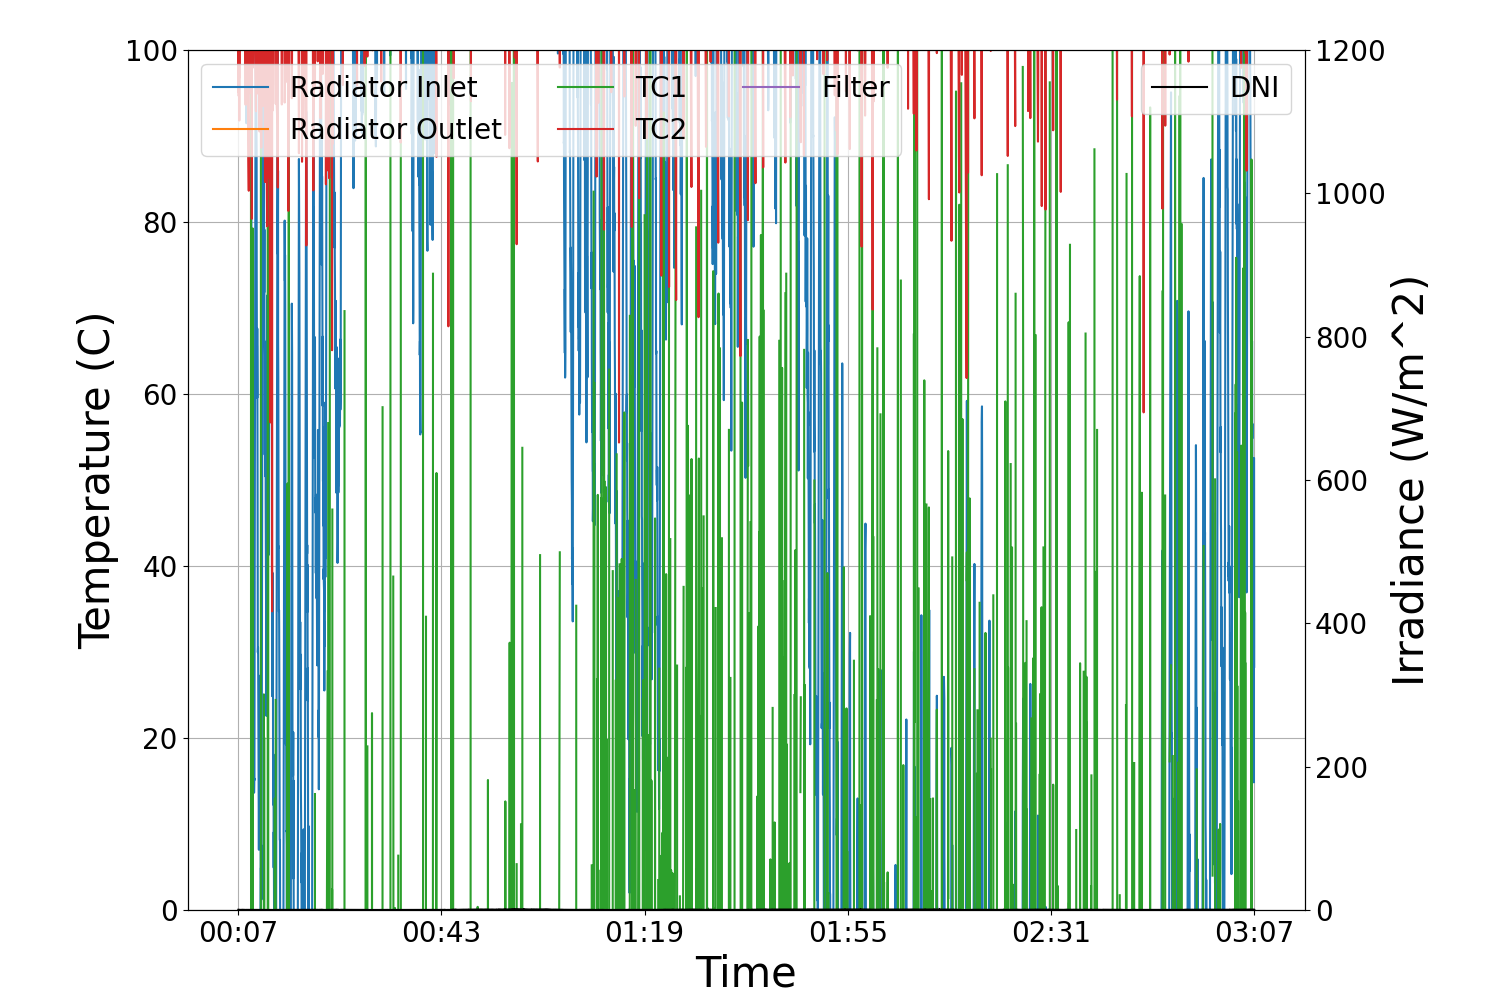 Radiator Inlet
Radiator Outlet
TC1
TC2
Filter
DNI
100
80
60
40
20
0
Temperature (C)
1200
1000
800
600
400
200
0
Irradiance (W/m^2)
00:07
00:43
01:19
01:55
02:31
03:07
Time